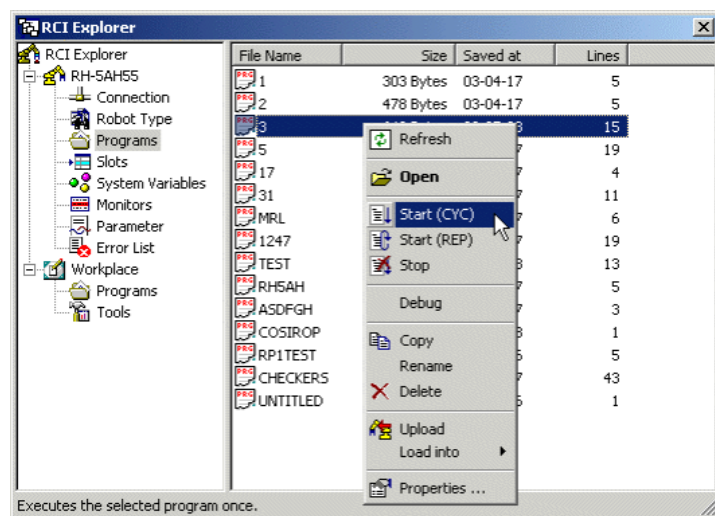 RCI Explorer
RCI Explorer
RH-5AH55
Connection
Robot Type
Programs
Slots
System Variables
Monitors
Parameter
Error List
Workplace
Programs
Tools
File Name Size Saved at Lines
1 303 Bytes 03-04-17 5
2 478 Bytes 03-04-17 5
3 15
5 19
17 4
31 11
MRL 6
1247 19
TEST 13
RH5AH 5
ASDFGH 3
COSIROP 1
RP1TEST 5
CHECKERS 43
UNTITLED 1
Refresh
Open
Start (CYC)
Start (REP)
Stop
Debug
Copy
Rename
Delete
Upload
Load into
Properties ...
Executes the selected program once.